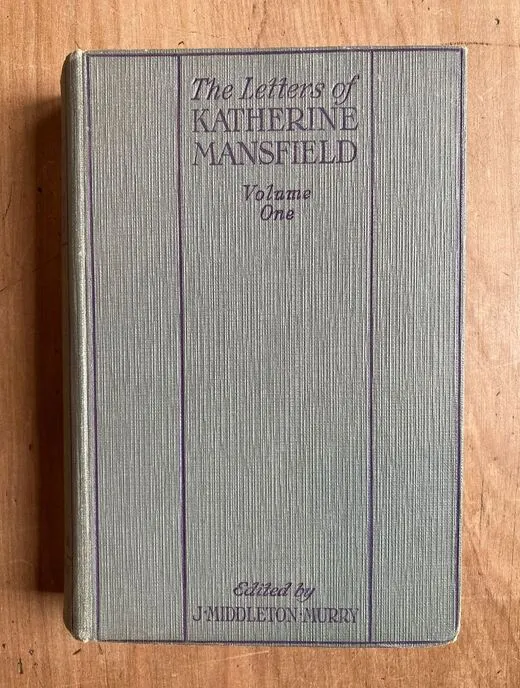 The Letters of
KATHERINE
MANSFIELD
Volume
One
Edited by
J·MIDDLETON·MURRY